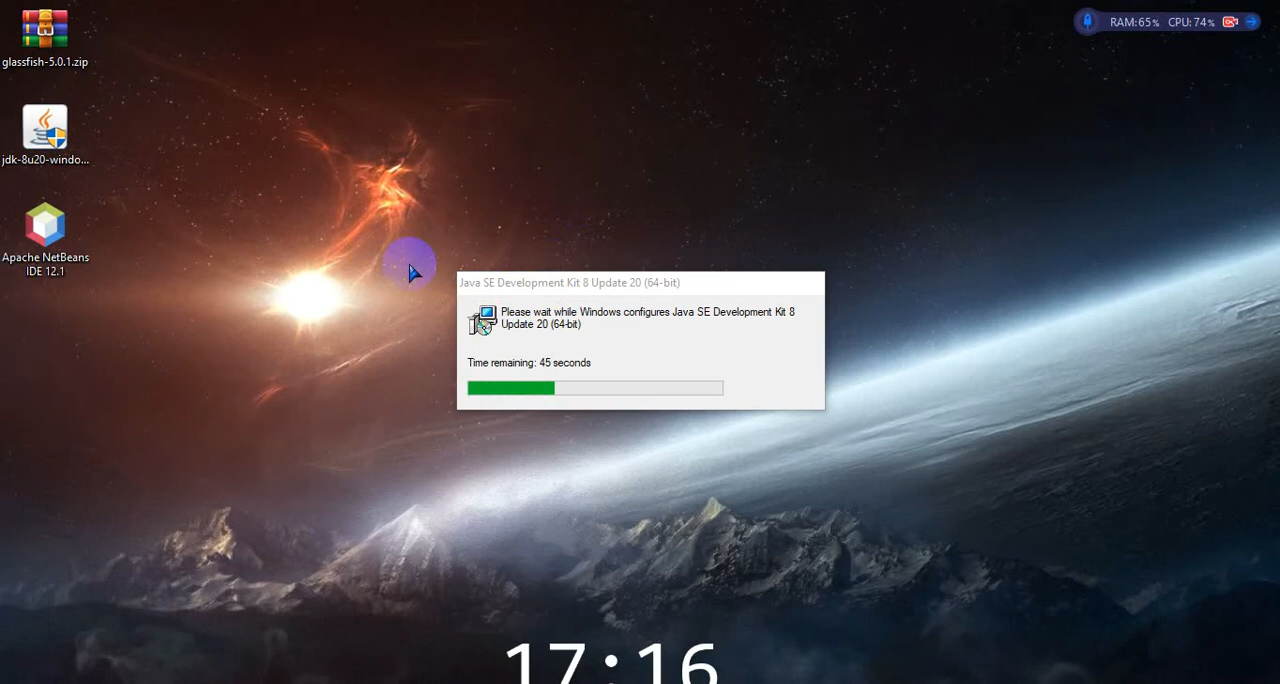 glassfish-5.0.1.zip
jdk-8u20-windo...
Apache NetBeans
IDE 12.1
RAM:65% CPU: 74%
Java SE Development Kit 8 Update 20 (64-bit)
Please wait while Windows configures Java SE Development Kit 8
Update 20 (64-bit)
Time remaining: 45 seconds
17:16